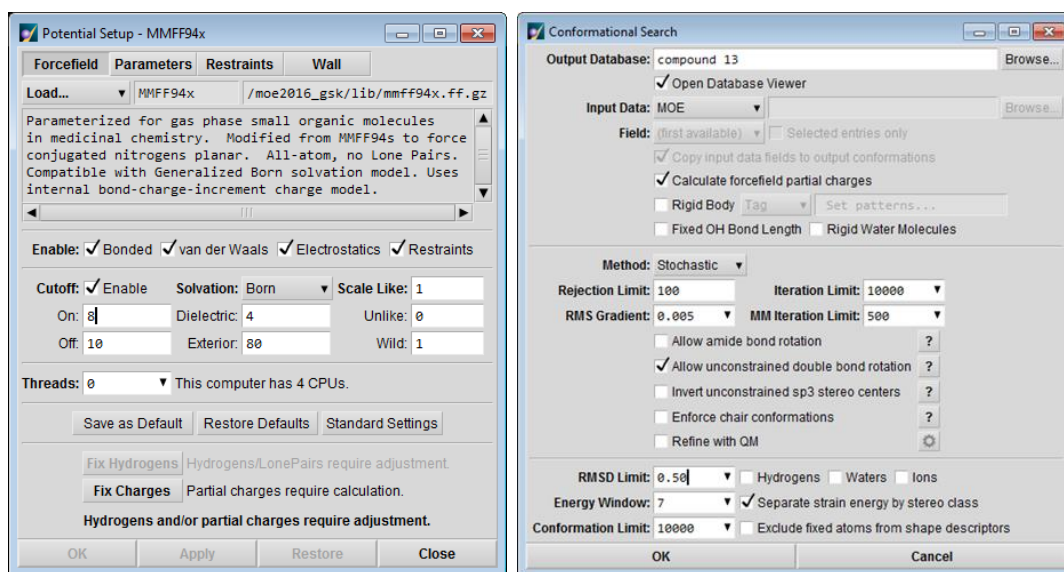 Potential Setup - MMFF94x
Forcefield Parameters Restraints Wall
Load... MMFF94x /moe2016_gsk/lib/mmff94x.ff.gz
Parameterized for gas phase small organic molecules
in medicinal chemistry. Modified from MMFF94s to force
conjugated nitrogens planar. All-atom, no Lone Pairs.
Compatible with Generalized Born solvation model. Uses
internal bond-charge-increment charge model.
Enable: Bonded van der Waals Electrostatics Restraints
Cutoff: Enable Solvation: Born Scale Like: 1
On: 8 Dielectric: 4 Unlike: 0
Off: 10 Exterior: 80 Wild: 1
Threads: 0 This computer has 4 CPUs.
Save as Default Restore Defaults Standard Settings
Fix Hydrogens Hydrogens/LonePairs require adjustment.
Fix Charges Partial charges require calculation.
Hydrogens and/or partial charges require adjustment.
OK Apply Restore Close
Conformational Search
Output Database: compound 13 Browse...
Open Database Viewer
Input Data: MOE Browse...
Field: (first available) Selected entries only
Copy input data fields to output conformations
Calculate forcefield partial charges
Rigid Body Tag Set patterns...
Fixed OH Bond Length Rigid Water Molecules
Method: Stochastic
Rejection Limit: 100 Iteration Limit: 10000
RMS Gradient: 0.005 MM Iteration Limit: 500
Allow amide bond rotation ?
Allow unconstrained double bond rotation ?
Invert unconstrained sp3 stereo centers ?
Enforce chair conformations ?
Refine with QM
RMSD Limit: 0.50 Hydrogens Waters Ions
Energy Window: 7 Separate strain energy by stereo class
Conformation Limit: 10000 Exclude fixed atoms from shape descriptors
OK Cancel